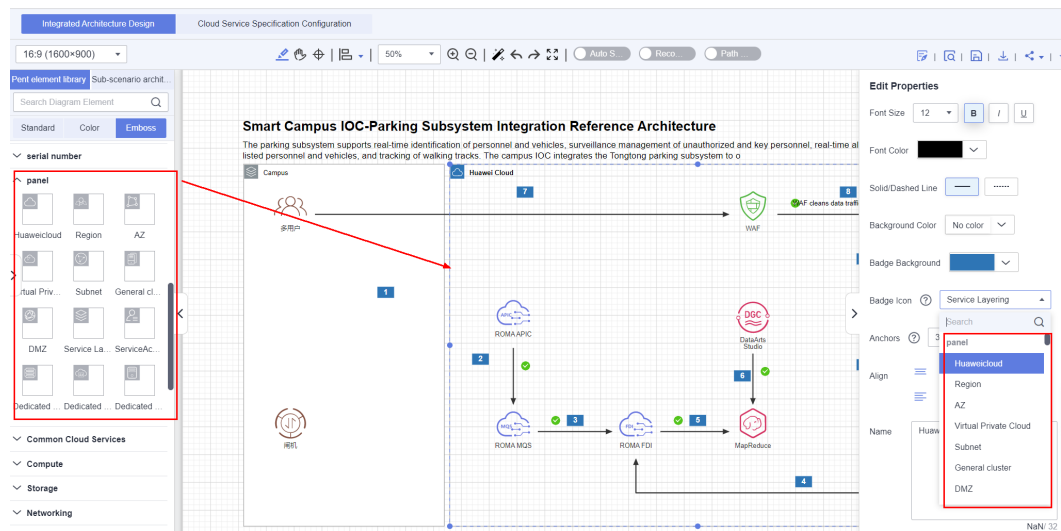 Integrated Architecture Design
Cloud Service Specification Configuration
16:9 (1600×900)
50%
Auto S...
Reco...
Path ...
Pent element library
Sub-scenario archit...
Search Diagram Element
Standard
Color
Emboss
serial number
panel
Huaweicloud
Region
AZ
Virtual Priv...
Subnet
General cl...
DMZ
Service La...
ServiceAc...
Dedicated ...
Dedicated ...
Dedicated ...
Common Cloud Services
Compute
Storage
Networking
Smart Campus IOC-Parking Subsystem Integration Reference Architecture
The parking subsystem supports real-time identification of personnel and vehicles, surveillance management of unauthorized and key personnel, real-time al
listed personnel and vehicles, and tracking of walking tracks. The campus IOC integrates the Tongtong parking subsystem to o
Campus
Huawei Cloud
7
8
多用户
WAF
WAF cleans data traffi
1
APIC
ROMA APIC
DGC
DataArts
Studio
2
6
闸机
MQS
ROMA MQS
3
FDI
ROMA FDI
5
MapReduce
4
Edit Properties
Font Size
12
B
I
U
Font Color
Solid/Dashed Line
Background Color
No color
Badge Background
Badge Icon
?
Service Layering
Search
Anchors
?
3
panel
Huaweicloud
Region
AZ
Virtual Private Cloud
Subnet
General cluster
DMZ
Align
Name
Huaw
NaN/ 32